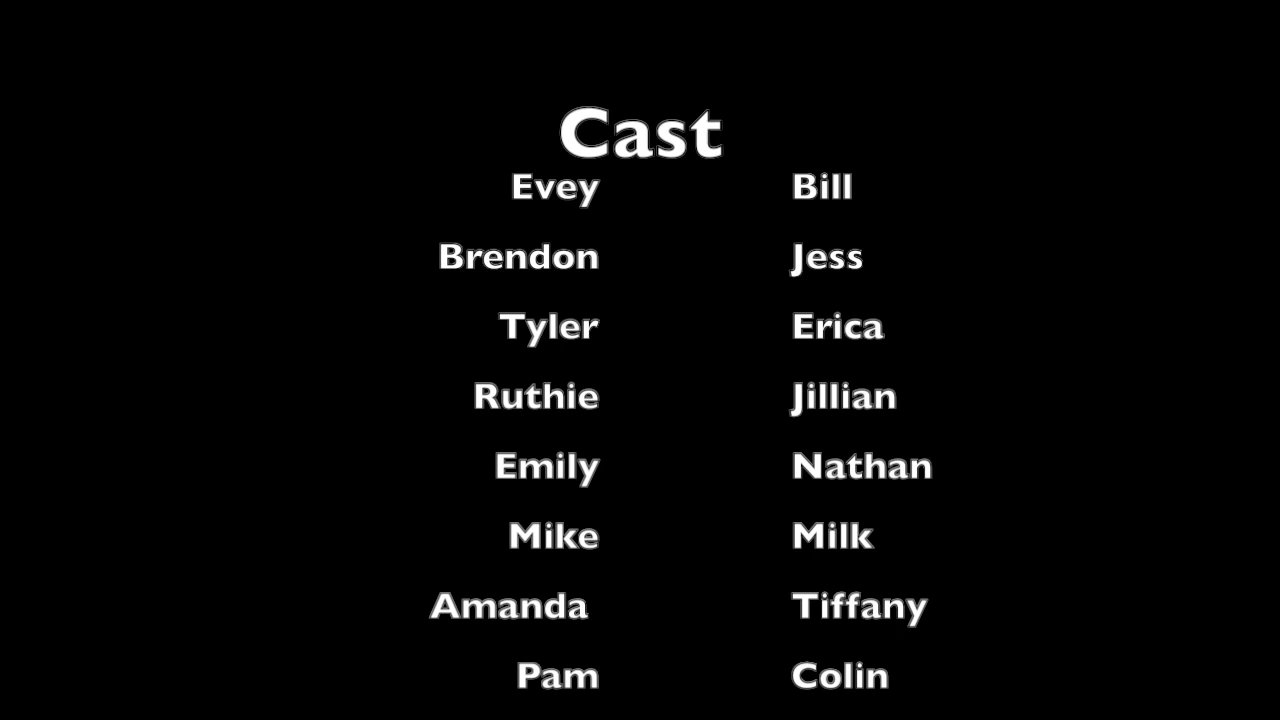 Cast
Evey Bill
Brendon Jess
Tyler Erica
Ruthie Jillian
Emily Nathan
Mike Milk
Amanda Tiffany
Pam Colin